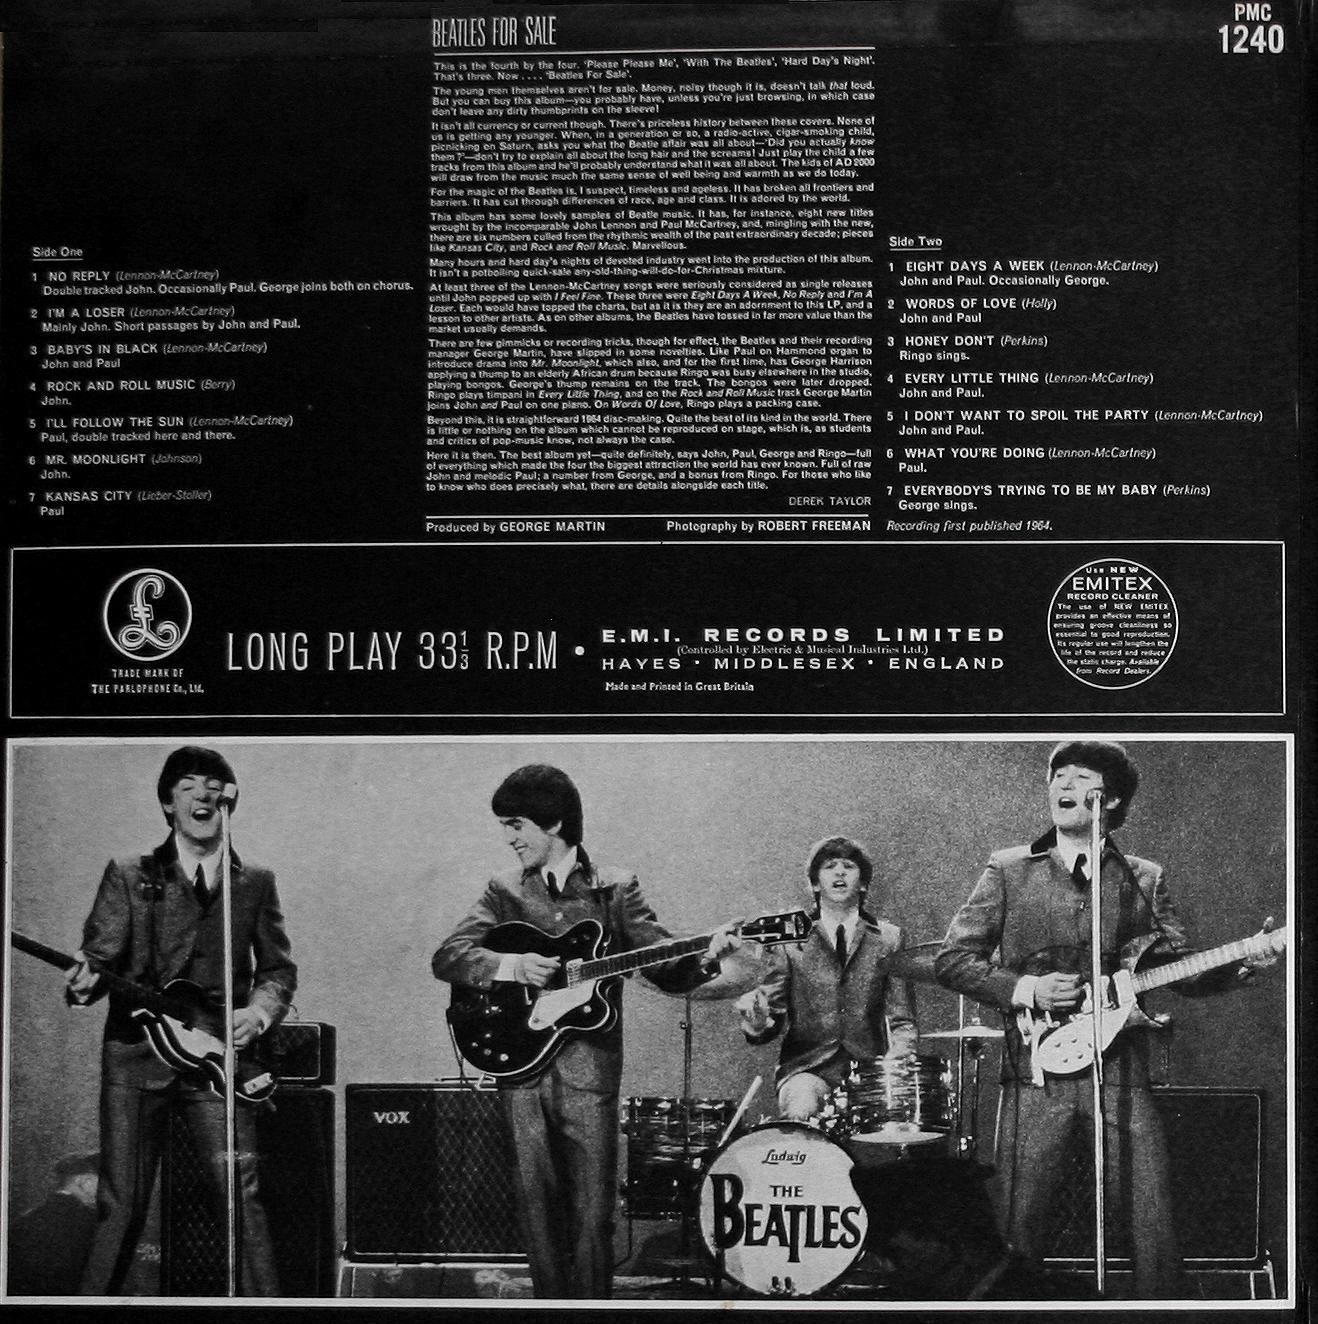 BEATLES FOR SALE
PMC
1240
This is the fourth by the four. 'Please Please Me', 'With The Beatles', 'Hard Day's Night'.
That's three. Now . . . . 'Beatles For Sale'.
The young men themselves aren't for sale. Money, noisy though it is, doesn't talk that loud.
But you can buy this album—you probably have, unless you're just browsing, in which case
don't leave any dirty thumbprints on the sleeve!
It isn't all currency or current though. There's priceless history between these covers. None of
us is getting any younger. When, in a generation or so, a radio-active, cigar-smoking child,
picnicking on Saturn, asks you what the Beatle affair was all about—'Did you actually know
them ?'—don't try to explain all about the long hair and the screams! Just play the child a few
tracks from this album and he'll probably understand what it was all about. The kids of AD 2000
will draw from the music much the same sense of well being and warmth as we do today.
For the magic of the Beatles is, I suspect, timeless and ageless. It has broken all frontiers and
barriers. It has cut through differences of race, age and class. It is adored by the world.
This album has some lovely samples of Beatle music. It has, for instance, eight new titles
wrought by the incomparable John Lennon and Paul McCartney, and, mingling with the new,
there are six numbers culled from the rhythmic wealth of the past extraordinary decade; pieces
like Kansas City, and Rock and Roll Music. Marvellous.
Many hours and hard day's nights of devoted industry went into the production of this album.
It isn't a potboiling quick-sale any-old-thing-will-do-for-Christmas mixture.
At least three of the Lennon-McCartney songs were seriously considered as single releases
until John popped up with I Feel Fine. These three were Eight Days A Week, No Reply and I'm A
Loser. Each would have topped the charts, but as it is they are an adornment to this LP, and a
lesson to other artists. As on other albums, the Beatles have tossed in far more value than the
market usually demands.
There are few gimmicks or recording tricks, though for effect, the Beatles and their recording
manager George Martin, have slipped in some novelties. Like Paul on Hammond organ to
introduce drama into Mr. Moonlight, which also, and for the first time, has George Harrison
applying a thump to an elderly African drum because Ringo was busy elsewhere in the studio,
playing bongos. George's thump remains on the track. The bongos were later dropped.
Ringo plays timpani in Every Little Thing, and on the Rock and Roll Music track George Martin
joins John and Paul on one piano. On Words Of Love, Ringo plays a packing case.
Beyond this, it is straightforward 1964 disc-making. Quite the best of its kind in the world. There
is little or nothing on the album which cannot be reproduced on stage, which is, as students
and critics of pop-music know, not always the case.
Here it is then. The best album yet—quite definitely, says John, Paul, George and Ringo—full
of everything which made the four the biggest attraction the world has ever known. Full of raw
John and melodic Paul; a number from George, and a bonus from Ringo. For those who like
to know who does precisely what, there are details alongside each title.
DEREK TAYLOR
Produced by GEORGE MARTIN Photography by ROBERT FREEMAN
Side One
1 NO REPLY (Lennon-McCartney)
Double tracked John. Occasionally Paul. George joins both on chorus.
2 I'M A LOSER (Lennon-McCartney)
Mainly John. Short passages by John and Paul.
3 BABY'S IN BLACK (Lennon-McCartney)
John and Paul
4 ROCK AND ROLL MUSIC (Berry)
John.
5 I'LL FOLLOW THE SUN (Lennon-McCartney)
Paul, double tracked here and there.
6 MR. MOONLIGHT (Johnson)
John.
7 KANSAS CITY (Lieber-Stoller)
Paul
Side Two
1 EIGHT DAYS A WEEK (Lennon-McCartney)
John and Paul. Occasionally George.
2 WORDS OF LOVE (Holly)
John and Paul
3 HONEY DON'T (Perkins)
Ringo sings.
4 EVERY LITTLE THING (Lennon-McCartney)
John and Paul.
5 I DON'T WANT TO SPOIL THE PARTY (Lennon-McCartney)
John and Paul.
6 WHAT YOU'RE DOING (Lennon-McCartney)
Paul.
7 EVERYBODY'S TRYING TO BE MY BABY (Perkins)
George sings.
Recording first published 1964.
TRADE MARK OF
THE PARLOPHONE Co., Ltd.
LONG PLAY 33⅓ R.P.M •
E.M.I. RECORDS LIMITED
(Controlled by Electric & Musical Industries Ltd.)
HAYES · MIDDLESEX · ENGLAND
Made and Printed in Great Britain
Use NEW
EMITEX
RECORD CLEANER
The use of NEW EMITEX
provides an effective means of
ensuring groove cleanliness so
essential to good reproduction.
Its regular use will lengthen the
life of the record and reduce
the static charge. Available
from Record Dealers.
VOX
Ludwig
THE
BEATLES